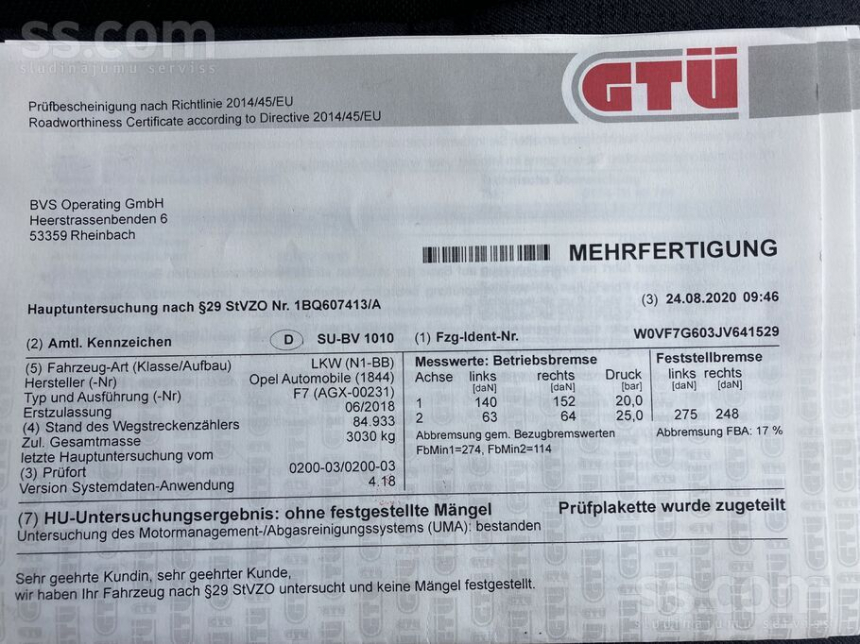 ss.com
sludinājumu serviss
GTÜ
Prüfbescheinigung nach Richtlinie 2014/45/EU
Roadworthiness Certificate according to Directive 2014/45/EU
BVS Operating GmbH
Heerstrassenbenden 6
53359 Rheinbach
MEHRFERTIGUNG
Hauptuntersuchung nach §29 StVZO Nr. 1BQ607413/A
(3) 24.08.2020 09:46
(2) Amtl. Kennzeichen D SU-BV 1010
(1) Fzg-Ident-Nr. W0VF7G603JV641529
(5) Fahrzeug-Art (Klasse/Aufbau) LKW (N1-BB)
Hersteller (-Nr) Opel Automobile (1844)
Typ und Ausführung (-Nr) F7 (AGX-00231)
Erstzulassung 06/2018
(4) Stand des Wegstreckenzählers 84.933
Zul. Gesamtmasse 3030 kg
letzte Hauptuntersuchung vom
(3) Prüfort 0200-03/0200-03
Version Systemdaten-Anwendung 4.18
Messwerte: Betriebsbremse
Achse links rechts Druck
[daN] [daN] [bar]
1 140 152 20,0
2 63 64 25,0
Abbremsung gem. Bezugbremswerten
FbMin1=274, FbMin2=114
Feststellbremse
links rechts
[daN] [daN]
275 248
Abbremsung FBA: 17 %
(7) HU-Untersuchungsergebnis: ohne festgestellte Mängel Prüfplakette wurde zugeteilt
Untersuchung des Motormanagement-/Abgasreinigungssystems (UMA): bestanden
Sehr geehrte Kundin, sehr geehrter Kunde,
wir haben Ihr Fahrzeug nach §29 StVZO untersucht und keine Mängel festgestellt.
ss.com
sludinājumu serviss